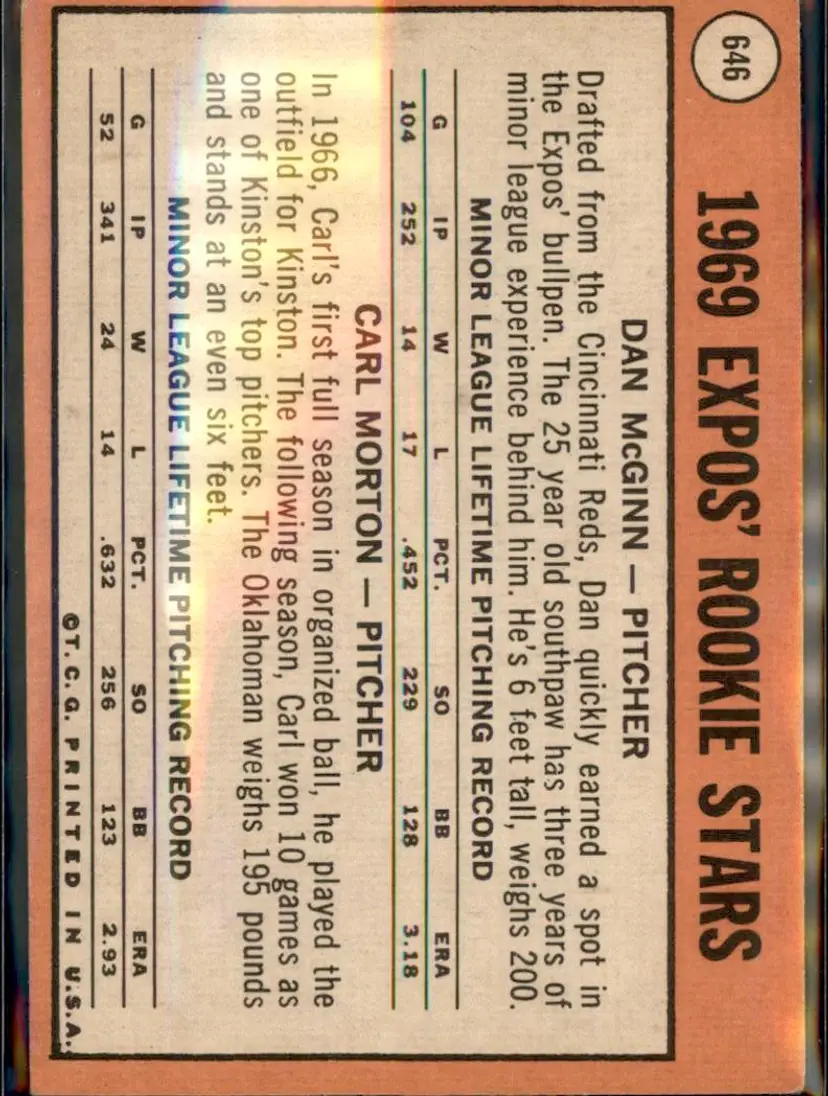 646
1969 EXPOS' ROOKIE STARS
DAN McGINN — PITCHER
Drafted from the Cincinnati Reds, Dan quickly earned a spot in
the Expos' bullpen. The 25 year old southpaw has three years of
minor league experience behind him. He's 6 feet tall, weighs 200.
MINOR LEAGUE LIFETIME PITCHING RECORD
G IP W L PCT. SO BB ERA
104 252 14 17 .452 229 128 3.18
CARL MORTON — PITCHER
In 1966, Carl's first full season in organized ball, he played the
outfield for Kinston. The following season, Carl won 10 games as
one of Kinston's top pitchers. The Oklahoman weighs 195 pounds
and stands at an even six feet.
MINOR LEAGUE LIFETIME PITCHING RECORD
G IP W L PCT. SO BB ERA
52 341 24 14 .632 256 123 2.93
©T. C. G. PRINTED IN U.S.A.